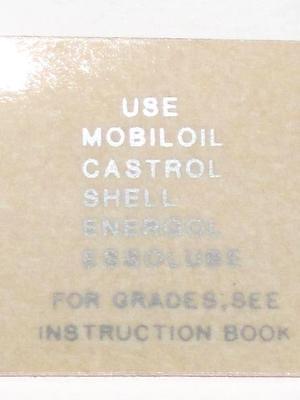 USE
MOBILOIL
CASTROL
SHELL
ENERGOL
ESSOLUBE
FOR GRADES, SEE
INSTRUCTION BOOK